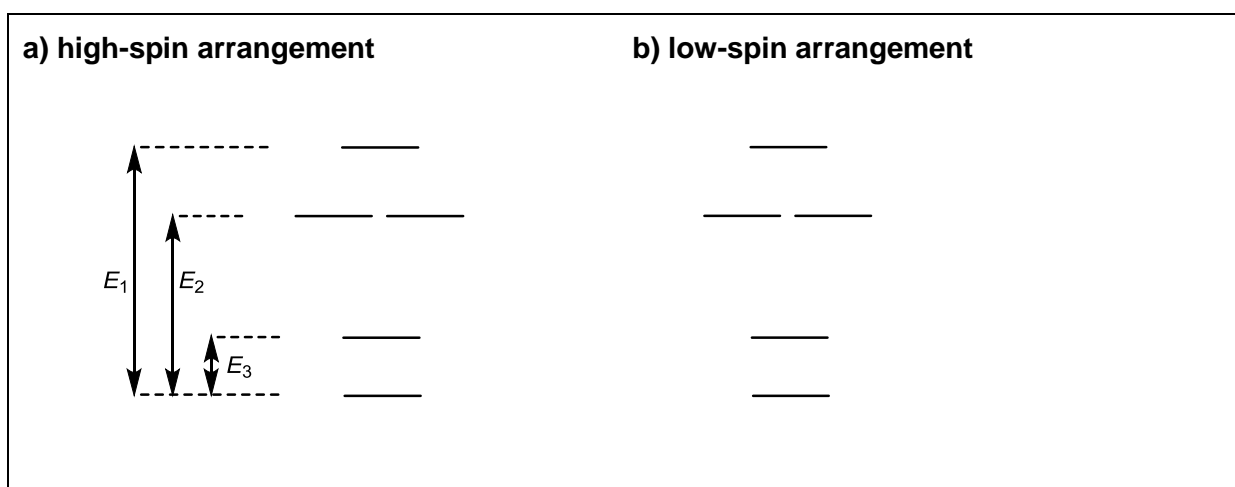 a) high-spin arrangement
b) low-spin arrangement
E1
E2
E3